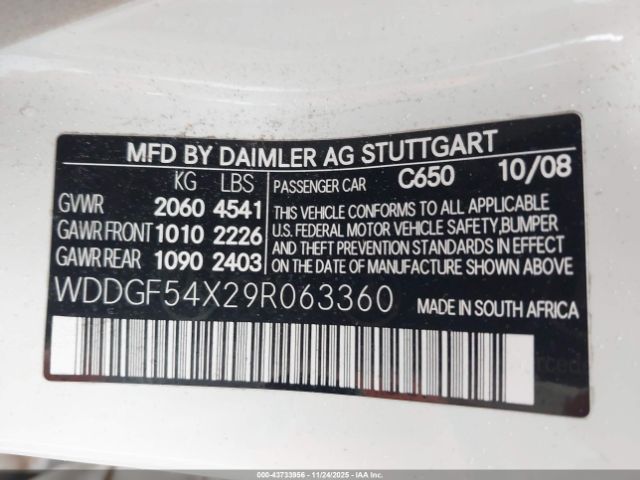 MFD BY DAIMLER AG STUTTGART
KG LBS
GVWR 2060 4541
GAWR FRONT 1010 2226
GAWR REAR 1090 2403
PASSENGER CAR C650 10/08
THIS VEHICLE CONFORMS TO ALL APPLICABLE
U.S. FEDERAL MOTOR VEHICLE SAFETY,BUMPER
AND THEFT PREVENTION STANDARDS IN EFFECT
ON THE DATE OF MANUFACTURE SHOWN ABOVE
WDDGF54X29R063360 MADE IN SOUTH AFRICA
000-43733956 - 11/24/2025 - IAAI.COM